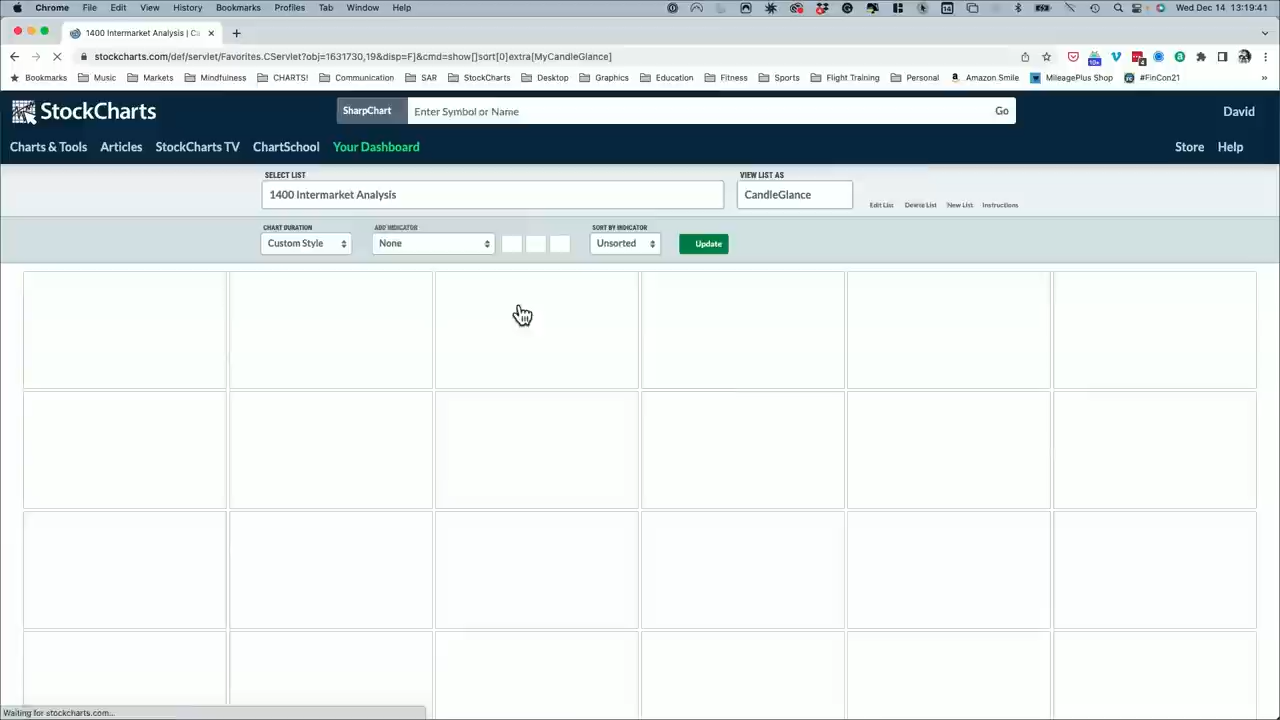 Chrome File Edit View History Bookmarks Profiles Tab Window Help 14 Wed Dec 14 13:19:41
1400 Intermarket Analysis | Ca
stockcharts.com/def/servlet/Favorites.CServlet?obj=1631730,19&disp=F]&cmd=show[]sort[0]extra[MyCandleGlance]
Bookmarks Music Markets Mindfulness CHARTS! Communication SAR StockCharts Desktop Graphics Education Fitness Sports Flight Training Personal Amazon Smile MileagePlus Shop #FinCon21 »
StockCharts SharpChart Enter Symbol or Name Go David
Charts & Tools Articles StockCharts TV ChartSchool Your Dashboard Store Help
SELECT LIST VIEW LIST AS
1400 Intermarket Analysis CandleGlance Edit List Delete List New List Instructions
CHART DURATION ADD INDICATOR SORT BY INDICATOR
Custom Style None Unsorted Update
Waiting for stockcharts.com...